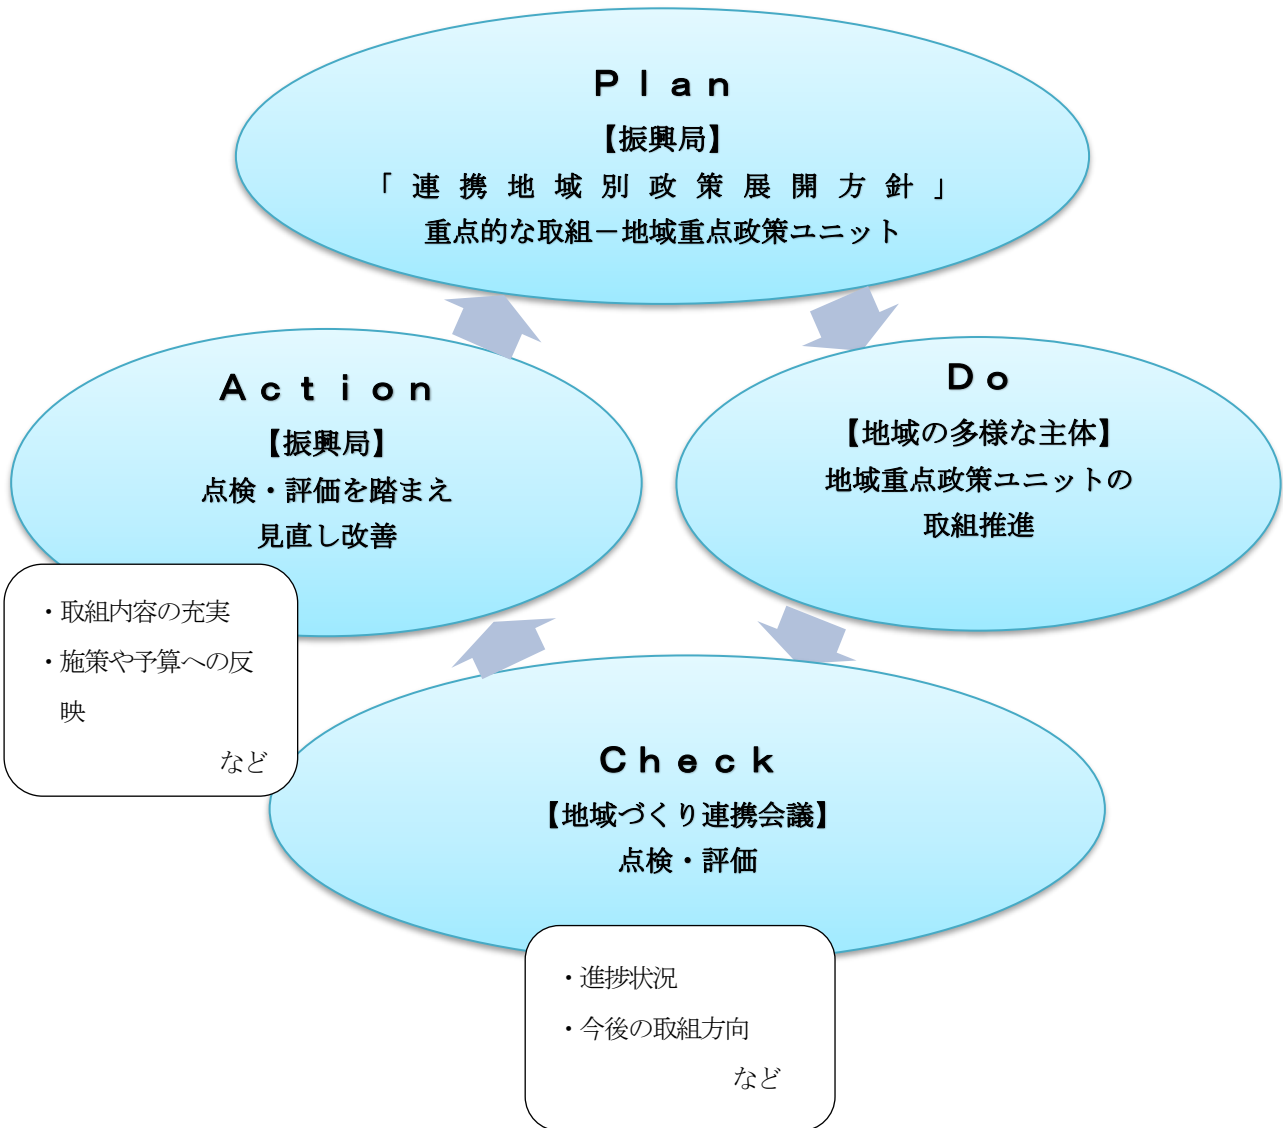 Ｐｌａｎ
【振興局】
「連携地域別政策展開方針」
重点的な取組－地域重点政策ユニット
Ａｃｔｉｏｎ
【振興局】
点検・評価を踏まえ
見直し改善
・取組内容の充実
・施策や予算への反
映
など
Ｄｏ
【地域の多様な主体】
地域重点政策ユニットの
取組推進
Ｃｈｅｃｋ
【地域づくり連携会議】
点検・評価
・進捗状況
・今後の取組方向
など